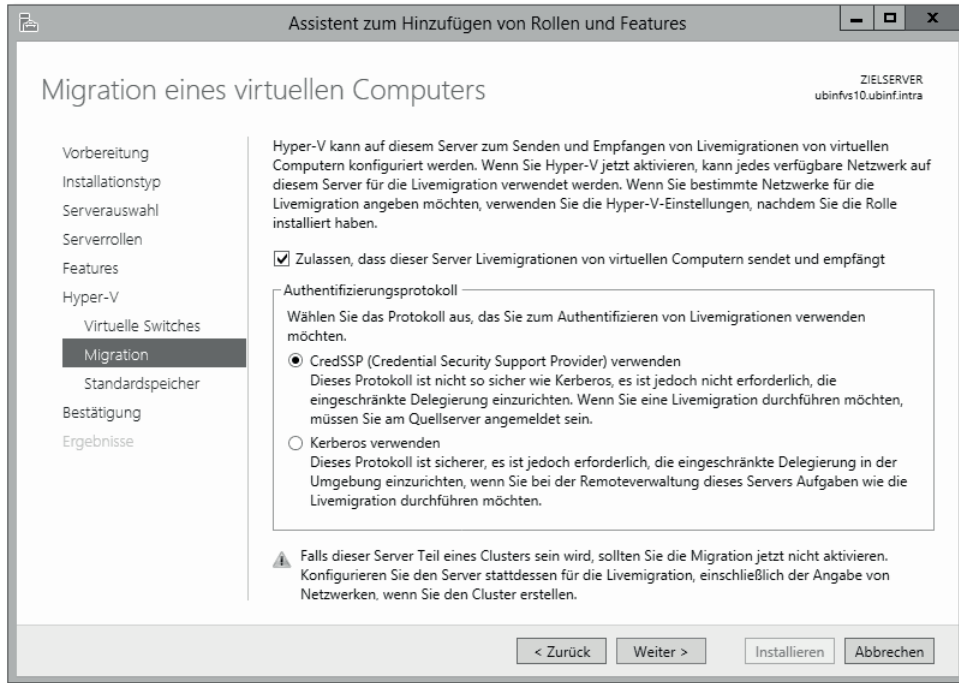 Assistent zum Hinzufügen von Rollen und Features
Migration eines virtuellen Computers
ZIELSERVER
ubinfvs10.ubinf.intra
Vorbereitung
Installationstyp
Serverauswahl
Serverrollen
Features
Hyper-V
Virtuelle Switches
Migration
Standardspeicher
Bestätigung
Ergebnisse
Hyper-V kann auf diesem Server zum Senden und Empfangen von Livemigrationen von virtuellen
Computern konfiguriert werden. Wenn Sie Hyper-V jetzt aktivieren, kann jedes verfügbare Netzwerk auf
diesem Server für die Livemigration verwendet werden. Wenn Sie bestimmte Netzwerke für die
Livemigration angeben möchten, verwenden Sie die Hyper-V-Einstellungen, nachdem Sie die Rolle
installiert haben.
Zulassen, dass dieser Server Livemigrationen von virtuellen Computern sendet und empfängt
Authentifizierungsprotokoll
Wählen Sie das Protokoll aus, das Sie zum Authentifizieren von Livemigrationen verwenden
möchten.
CredSSP (Credential Security Support Provider) verwenden
Dieses Protokoll ist nicht so sicher wie Kerberos, es ist jedoch nicht erforderlich, die
eingeschränkte Delegierung einzurichten. Wenn Sie eine Livemigration durchführen möchten,
müssen Sie am Quellserver angemeldet sein.
Kerberos verwenden
Dieses Protokoll ist sicherer, es ist jedoch erforderlich, die eingeschränkte Delegierung in der
Umgebung einzurichten, wenn Sie bei der Remoteverwaltung dieses Servers Aufgaben wie die
Livemigration durchführen möchten.
Falls dieser Server Teil eines Clusters sein wird, sollten Sie die Migration jetzt nicht aktivieren.
Konfigurieren Sie den Server stattdessen für die Livemigration, einschließlich der Angabe von
Netzwerken, wenn Sie den Cluster erstellen.
< Zurück
Weiter >
Installieren
Abbrechen